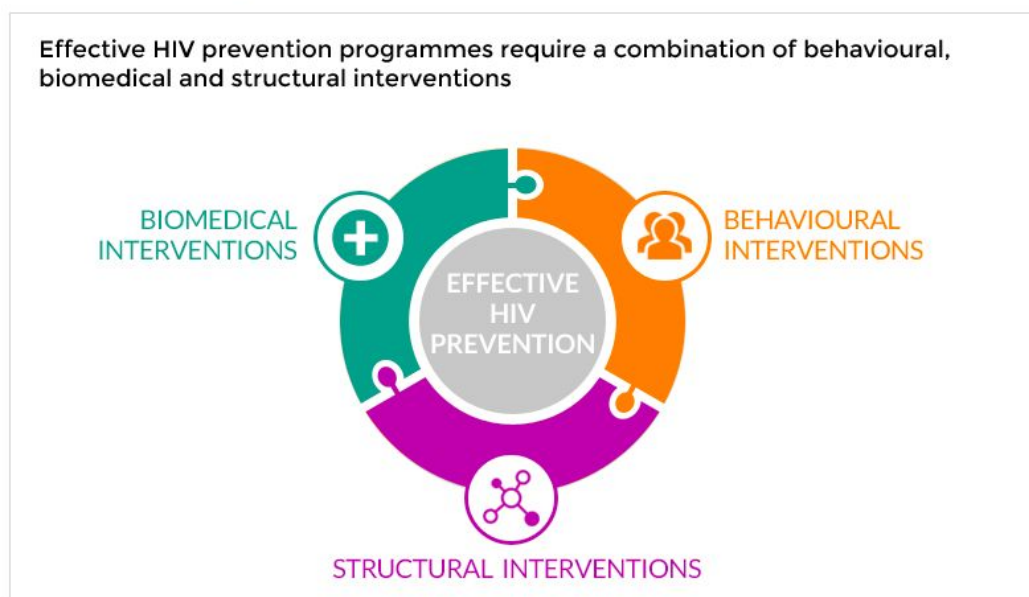 Effective HIV prevention programmes require a combination of behavioural,
biomedical and structural interventions
BIOMEDICAL
INTERVENTIONS
BEHAVIOURAL
INTERVENTIONS
EFFECTIVE
HIV
PREVENTION
STRUCTURAL INTERVENTIONS